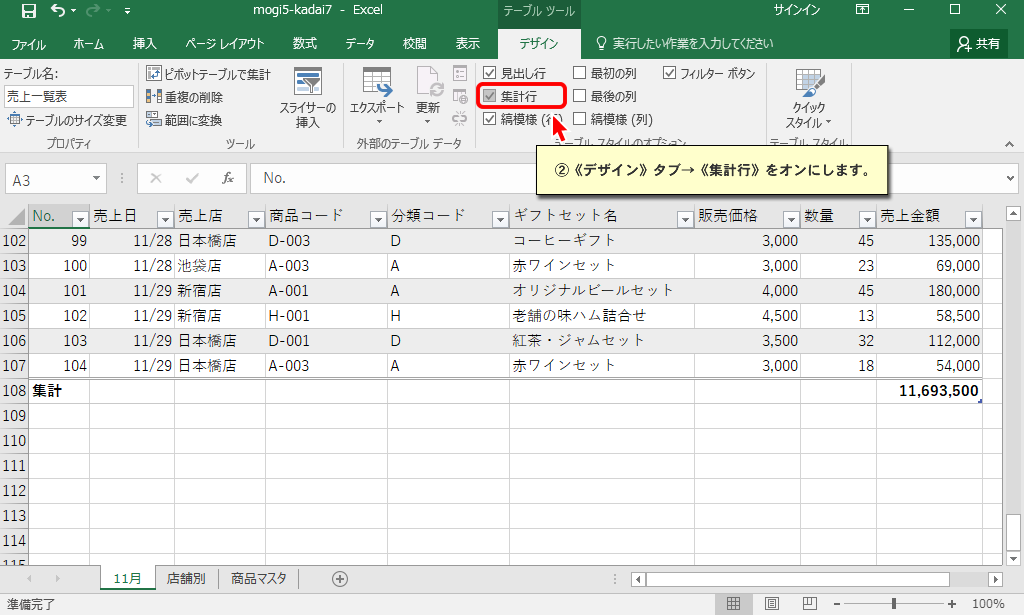 mogi5-kadai7 - Excel
テーブル ツール
サインイン
ファイル ホーム 挿入 ページ レイアウト 数式 データ 校閲 表示 デザイン 実行したい作業を入力してください 共有
テーブル名: ピボットテーブルで集計 見出し行 最初の列 フィルター ボタン
売上一覧表 重複の削除 集計行 最後の列
テーブルのサイズ変更 範囲に変換 縞模様 (行) 縞模様 (列)
スライサーの
挿入
エクスポート 更新
クイック
スタイル
プロパティ ツール 外部のテーブル データ テーブル スタイルのオプション テーブル スタイル
②《デザイン》タブ→《集計行》をオンにします。
A3 fx No.
No. 売上日 売上店 商品コード 分類コード ギフトセット名 販売価格 数量 売上金額
102 99 11/28 日本橋店 D-003 D コーヒーギフト 3,000 45 135,000
103 100 11/28 池袋店 A-003 A 赤ワインセット 3,000 23 69,000
104 101 11/29 新宿店 A-001 A オリジナルビールセット 4,000 45 180,000
105 102 11/29 新宿店 H-001 H 老舗の味ハム詰合せ 4,500 13 58,500
106 103 11/29 日本橋店 D-001 D 紅茶・ジャムセット 3,500 32 112,000
107 104 11/29 日本橋店 A-003 A 赤ワインセット 3,000 18 54,000
108 集計 11,693,500
109
110
111
112
113
114
115
11月 店舗別 商品マスタ
準備完了 100%